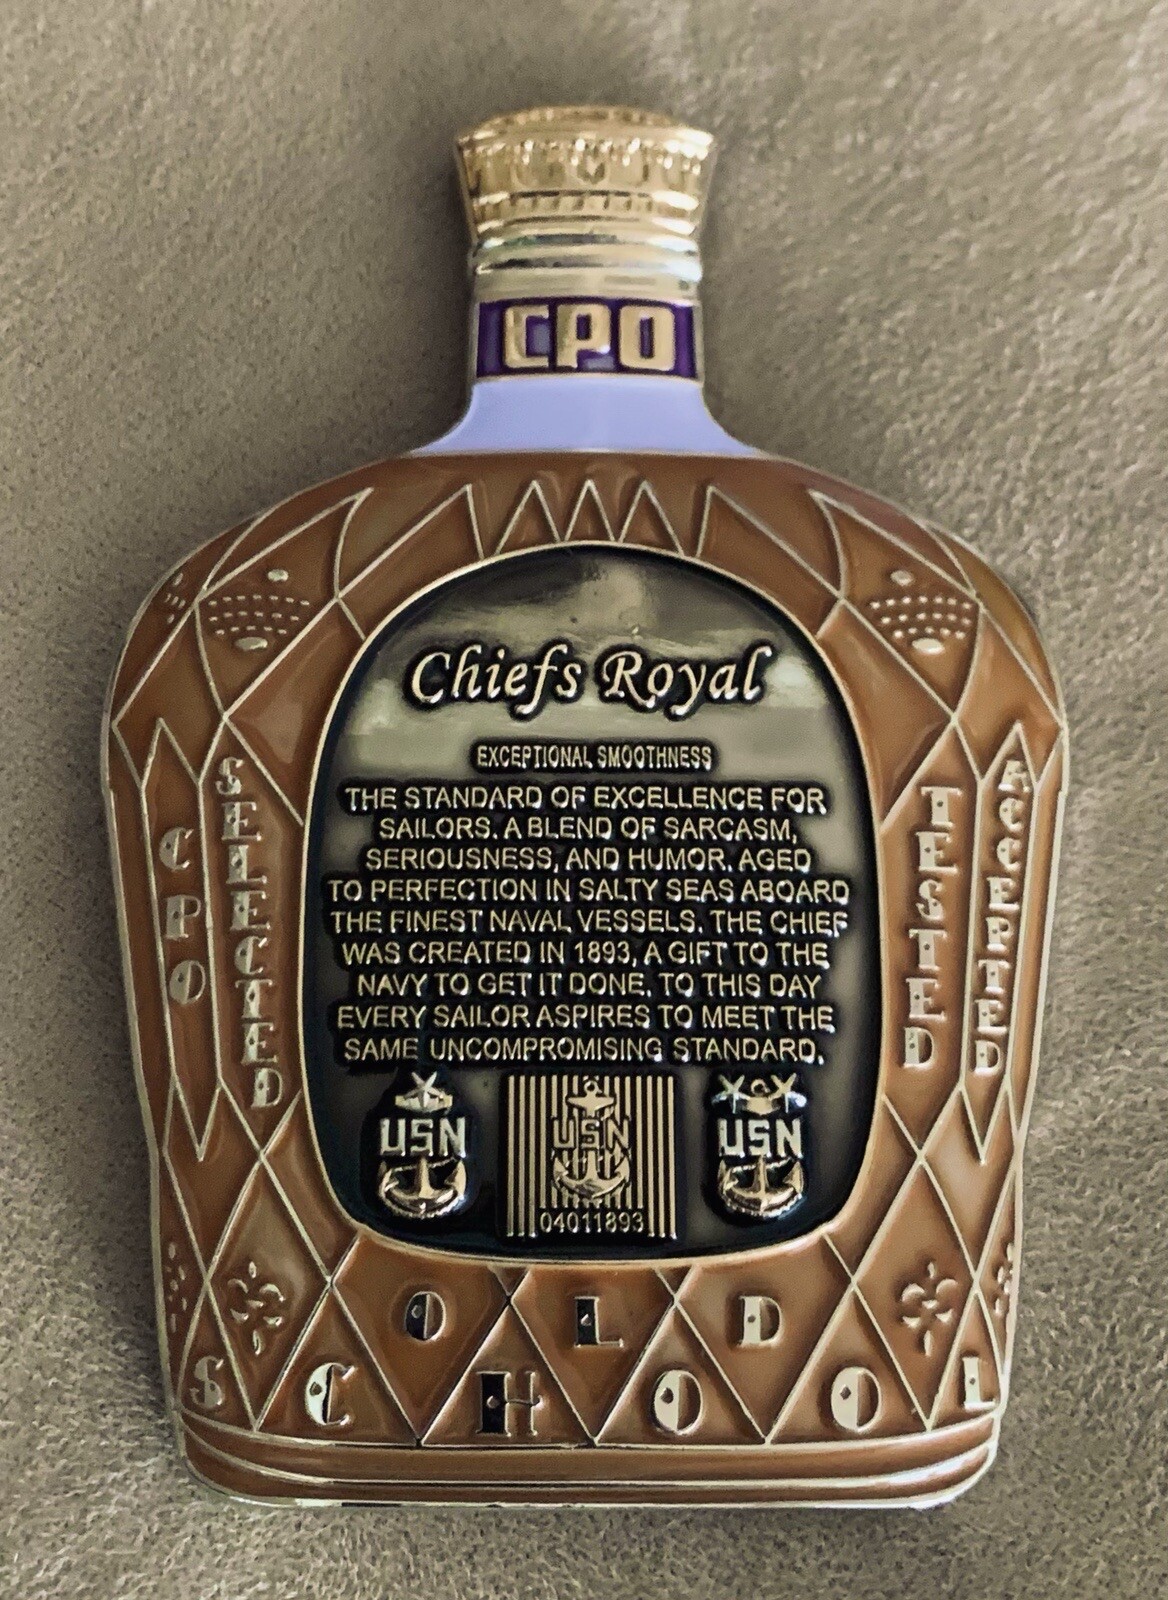 CPO
Chiefs Royal
EXCEPTIONAL SMOOTHNESS
THE STANDARD OF EXCELLENCE FOR
SAILORS. A BLEND OF SARCASM,
SERIOUSNESS, AND HUMOR. AGED
TO PERFECTION IN SALTY SEAS ABOARD
THE FINEST NAVAL VESSELS. THE CHIEF
WAS CREATED IN 1893, A GIFT TO THE
NAVY TO GET IT DONE. TO THIS DAY
EVERY SAILOR ASPIRES TO MEET THE
SAME UNCOMPROMISING STANDARD.
USN
USN
USN
04011893
CPO
SELECTED
TESTED
ACCEPTED
OLD
SCHOOL